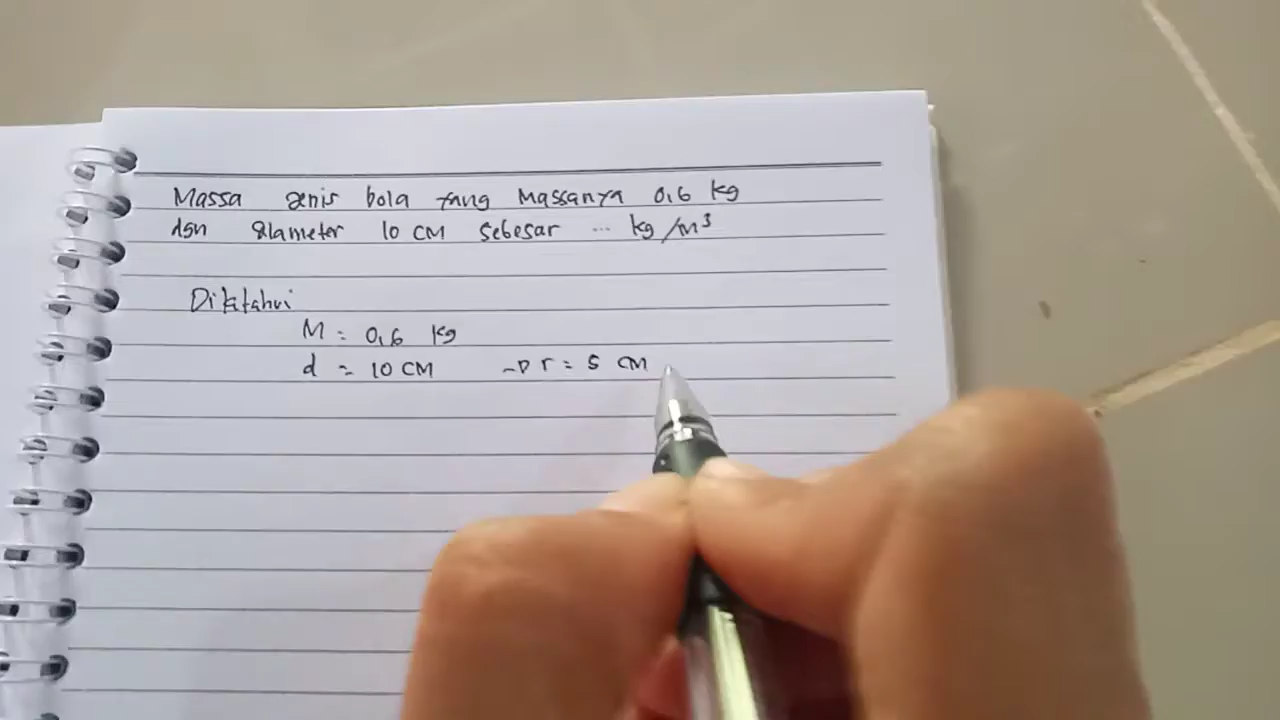 Massa jenis bola yang Massanya 0,6 kg
dgn diameter 10 CM sebesar ... kg/m³
Diketahui
M = 0,6 kg
d = 10 CM → r = 5 CM